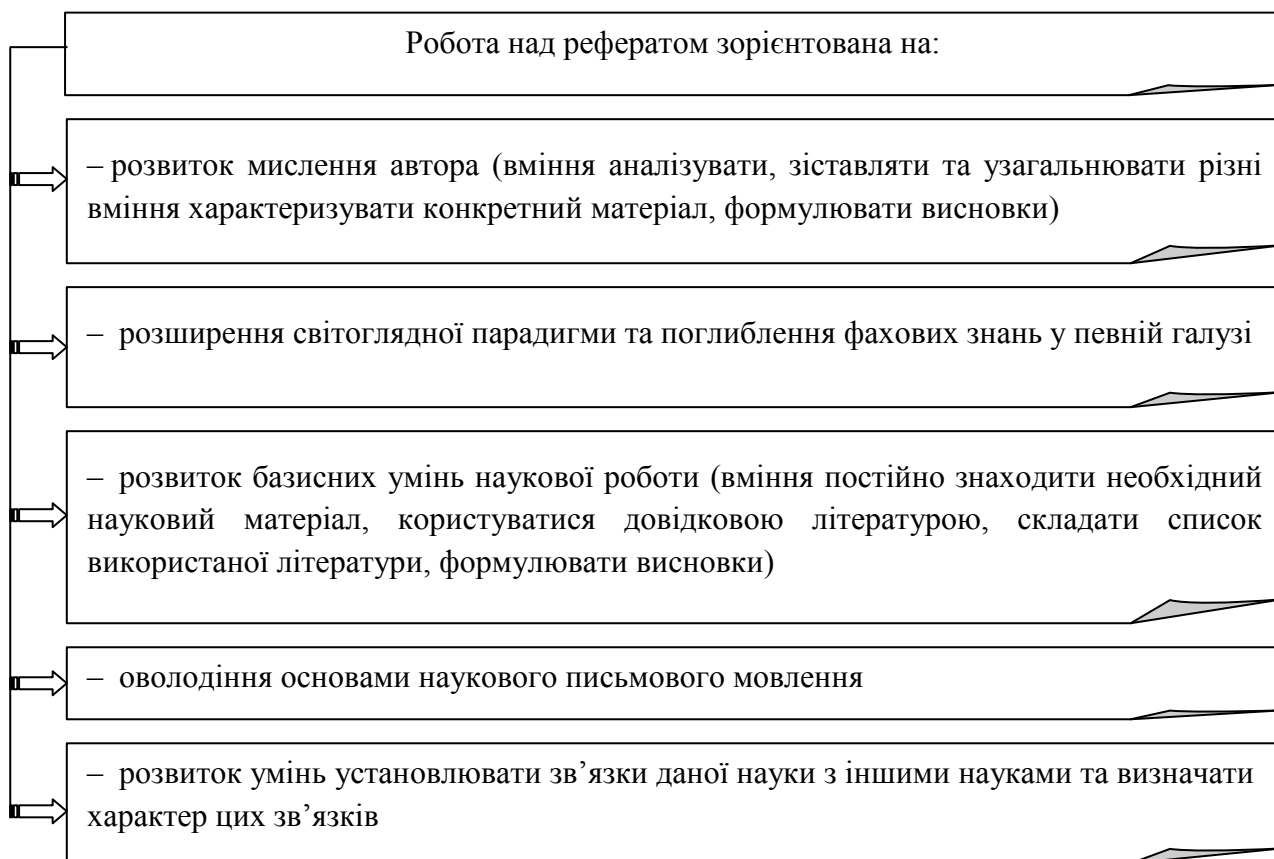 Робота над рефератом зорієнтована на:
– розвиток мислення автора (вміння аналізувати, зіставляти та узагальнювати різні
вміння характеризувати конкретний матеріал, формулювати висновки)
– розширення світоглядної парадигми та поглиблення фахових знань у певній галузі
– розвиток базисних умінь наукової роботи (вміння постійно знаходити необхідний
науковий матеріал, користуватися довідковою літературою, складати список
використаної літератури, формулювати висновки)
– оволодіння основами наукового письмового мовлення
– розвиток умінь установлювати зв’язки даної науки з іншими науками та визначати
характер цих зв’язків